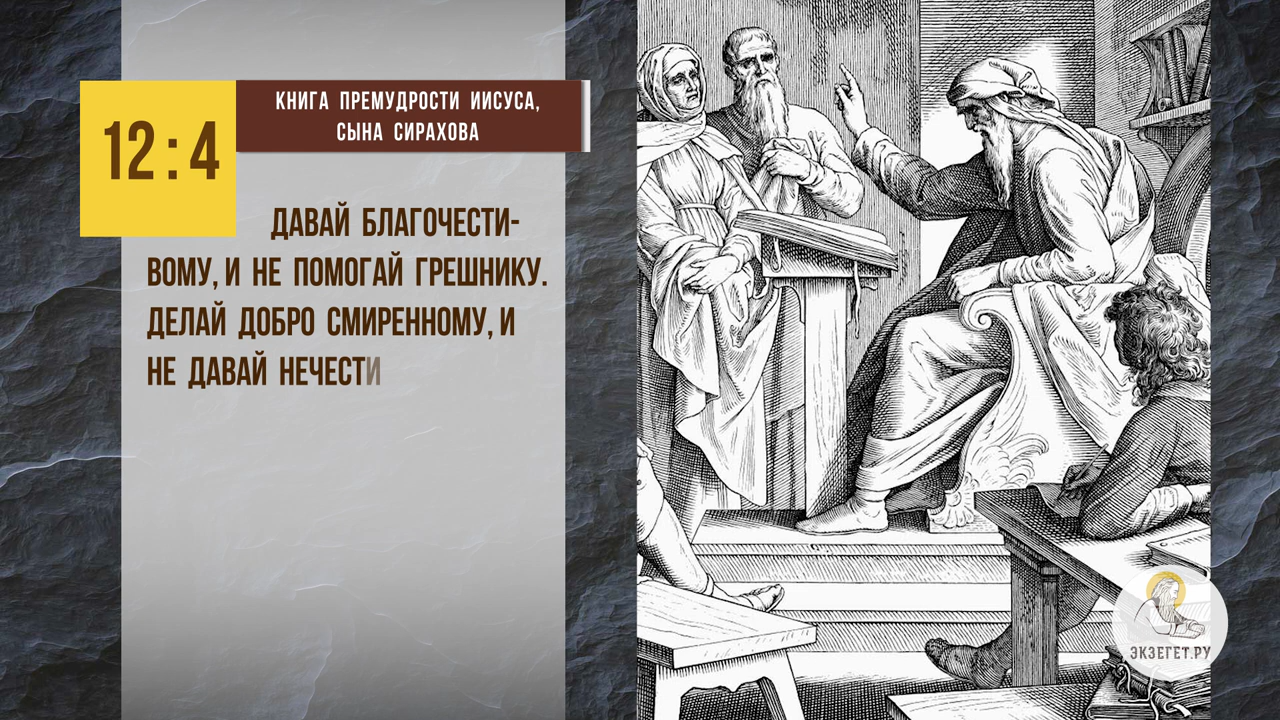 12:4
КНИГА ПРЕМУДРОСТИ ИИСУСА,
СЫНА СИРАХОВА
ДАВАЙ БЛАГОЧЕСТИ-
ВОМУ, И НЕ ПОМОГАЙ ГРЕШНИКУ.
ДЕЛАЙ ДОБРО СМИРЕННОМУ, И
НЕ ДАВАЙ НЕЧЕСТИ
ЭКЗЕГЕТ.РУ